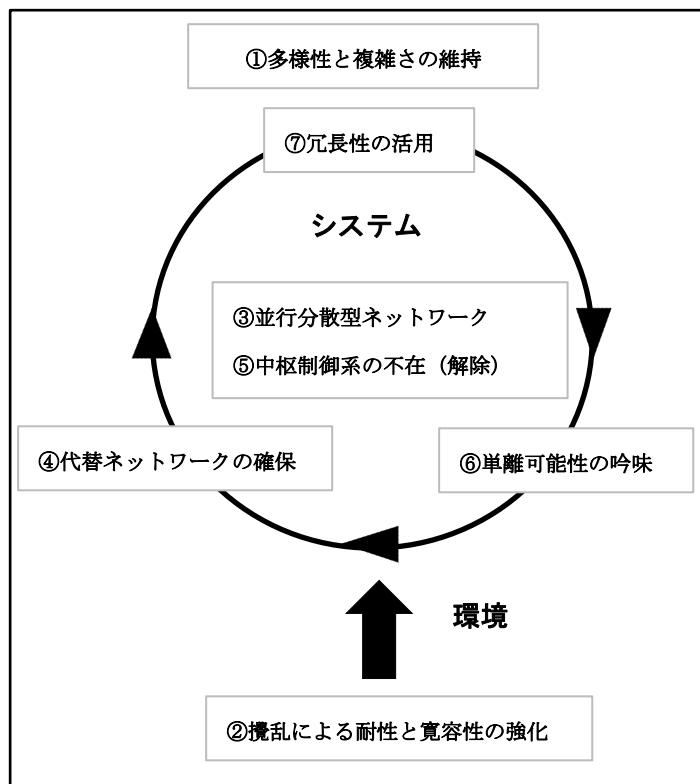 ①多様性と複雑さの維持
⑦冗長性の活用
システム
③並行分散型ネットワーク
⑤中枢制御系の不在（解除）
④代替ネットワークの確保
⑥単離可能性の吟味
環境
②攪乱による耐性と寛容性の強化